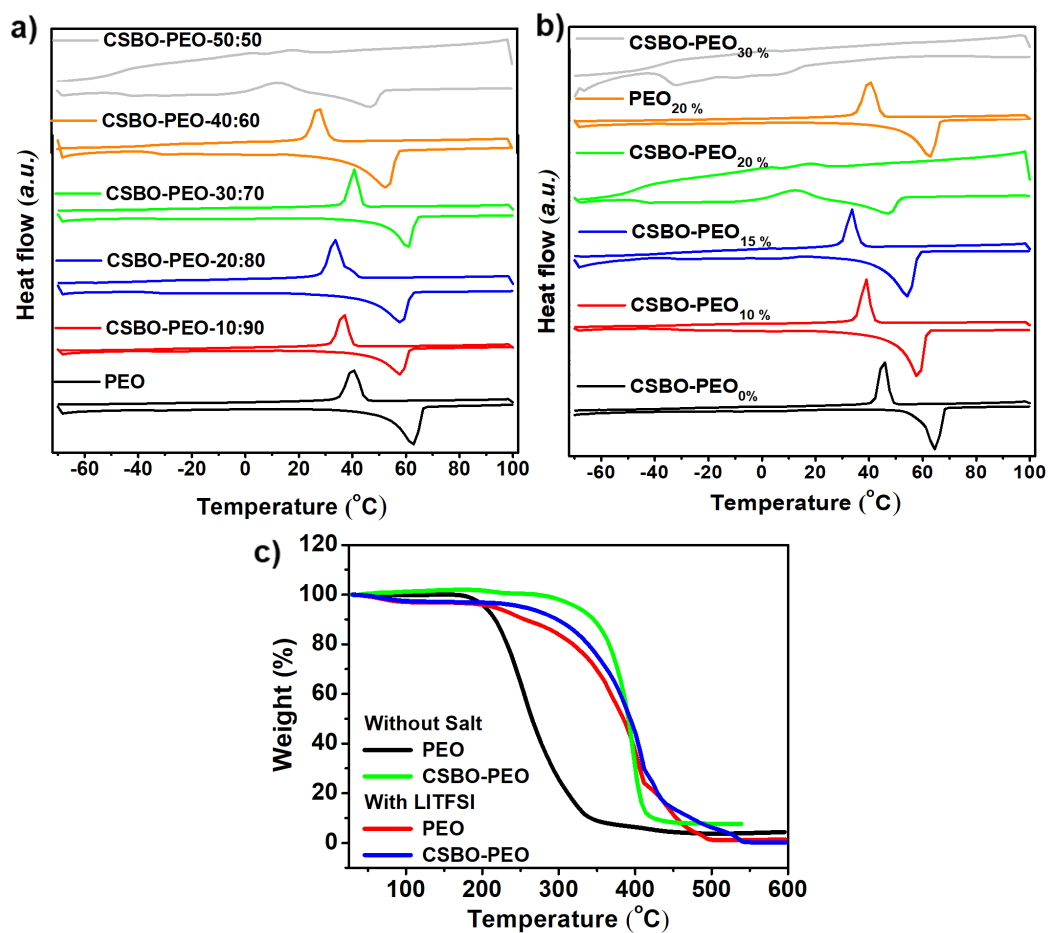 a)
CSBO-PEO-50:50
CSBO-PEO-40:60
CSBO-PEO-30:70
CSBO-PEO-20:80
CSBO-PEO-10:90
PEO
Heat flow (a.u.)
-60 -40 -20 0 20 40 60 80 100
Temperature (°C)
b)
CSBO-PEO30 %
PEO20 %
CSBO-PEO20 %
CSBO-PEO15 %
CSBO-PEO10 %
CSBO-PEO0%
Heat flow (a.u.)
-60 -40 -20 0 20 40 60 80 100
Temperature (°C)
c)
120
100
80
60
40
20
0
Weight (%)
Without Salt
PEO
CSBO-PEO
With LITFSI
PEO
CSBO-PEO
100 200 300 400 500 600
Temperature (°C)